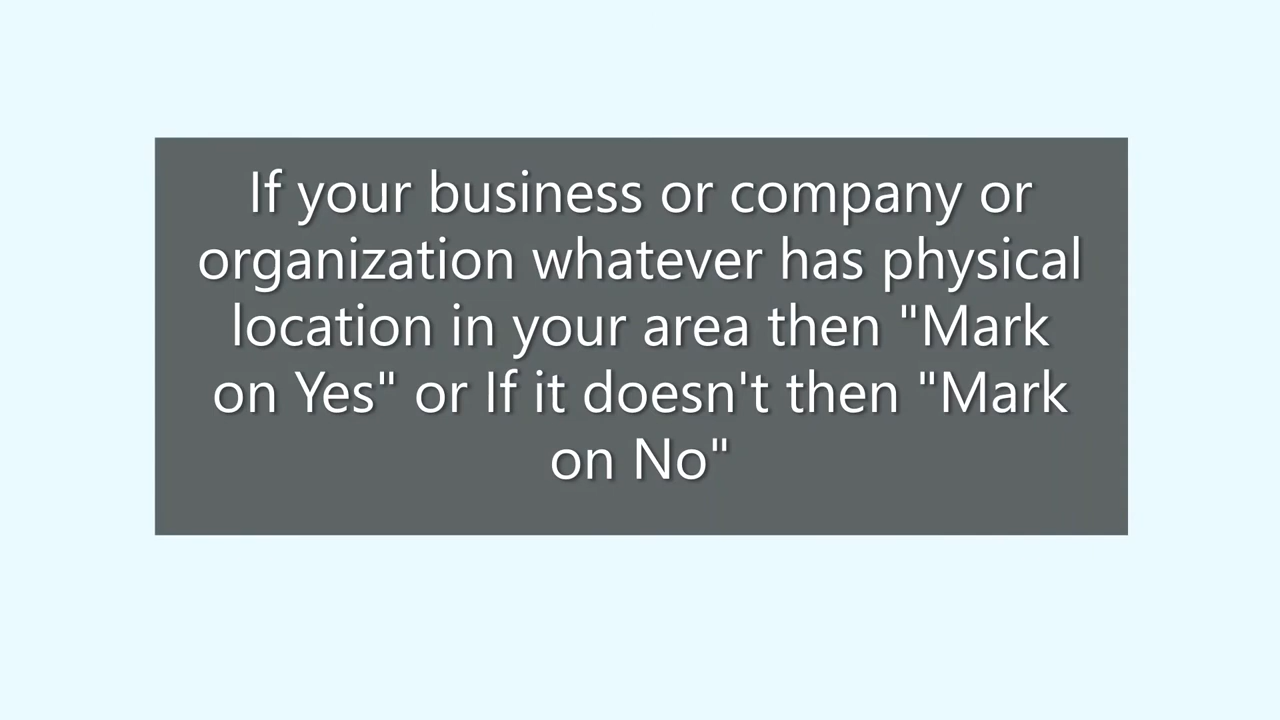 If your business or company or
organization whatever has physical
location in your area then "Mark
on Yes" or If it doesn't then "Mark
on No"